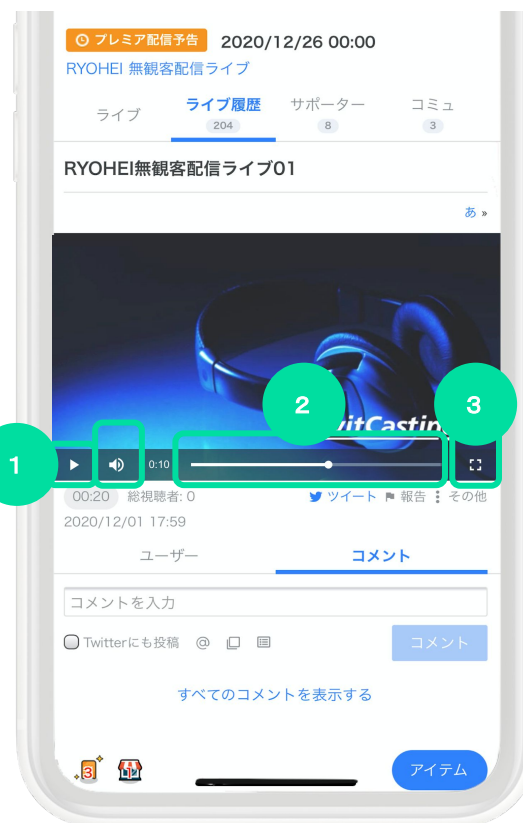 プレミア配信予告 2020/12/26 00:00
RYOHEI 無観客配信ライブ
ライブ ライブ履歴 サポーター コミュ
204 8 3
RYOHEI無観客配信ライブ01
あ »
2
3
1
0:10
00:20 総視聴者: 0 ツイート 報告 その他
2020/12/01 17:59
ユーザー コメント
コメントを入力
Twitterにも投稿 @ コメント
すべてのコメントを表示する
3
アイテム